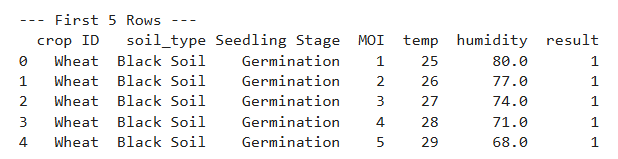 --- First 5 Rows ---
crop ID soil_type Seedling Stage MOI temp humidity result
0 Wheat Black Soil Germination 1 25 80.0 1
1 Wheat Black Soil Germination 2 26 77.0 1
2 Wheat Black Soil Germination 3 27 74.0 1
3 Wheat Black Soil Germination 4 28 71.0 1
4 Wheat Black Soil Germination 5 29 68.0 1